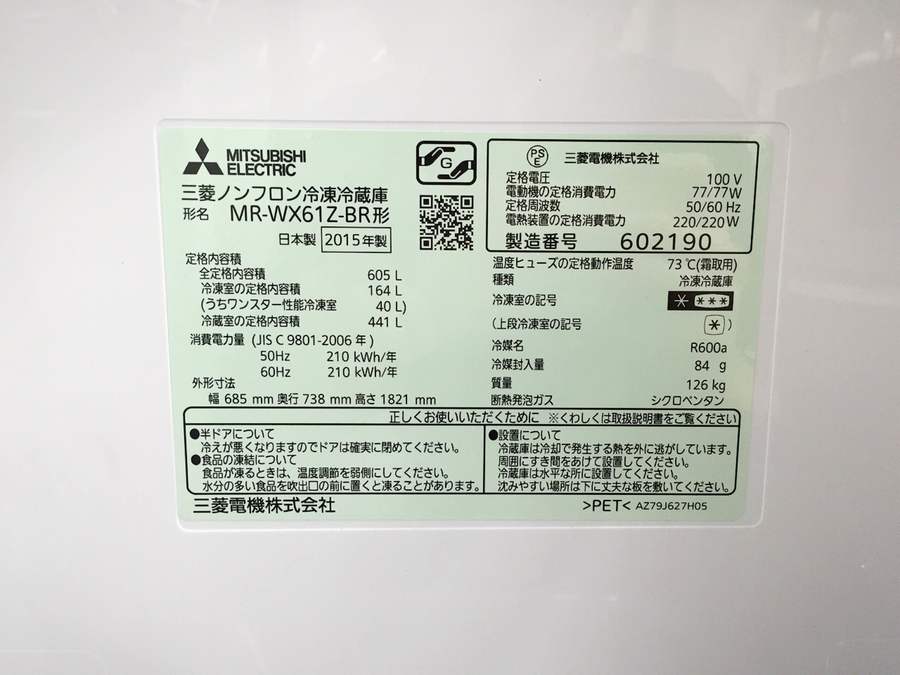 MITSUBISHI
ELECTRIC
三菱ノンフロン冷凍冷蔵庫
形名 MR-WX61Z-BR形
日本製 2015年製
G
定格内容積
全定格内容積 605 L
冷凍室の定格内容積 164 L
(うちワンスター性能冷凍室 40 L)
冷蔵室の定格内容積 441 L
消費電力量 (JIS C 9801-2006 年)
50Hz 210 kWh/年
60Hz 210 kWh/年
外形寸法
幅 685 mm 奥行 738 mm 高さ 1821 mm
PS
E
三菱電機株式会社
定格電圧 100 V
電動機の定格消費電力 77/77W
定格周波数 50/60 Hz
電熱装置の定格消費電力 220/220W
製造番号 602190
温度ヒューズの定格動作温度 73 ℃(霜取用)
種類 冷凍冷蔵庫
冷凍室の記号 * ***
(上段冷凍室の記号 * )
冷媒名 R600a
冷媒封入量 84 g
質量 126 kg
断熱発泡ガス シクロペンタン
正しくお使いいただくために ※くわしくは取扱説明書をご覧ください
●半ドアについて
冷えが悪くなりますのでドアは確実に閉めてください。
●食品の凍結について
食品が凍るときは、温度調節を弱側にしてください。
水分の多い食品を吹出口の前に置くと凍ることがあります。
●設置について
冷蔵庫は冷却で発生する熱を外に逃がしています。
周囲にすき間をあけて設置してください。
冷蔵庫は水平な所に設置してください。
沈みやすい場所は下に丈夫な板を敷いてください。
三菱電機株式会社
>PET< AZ79J627H05